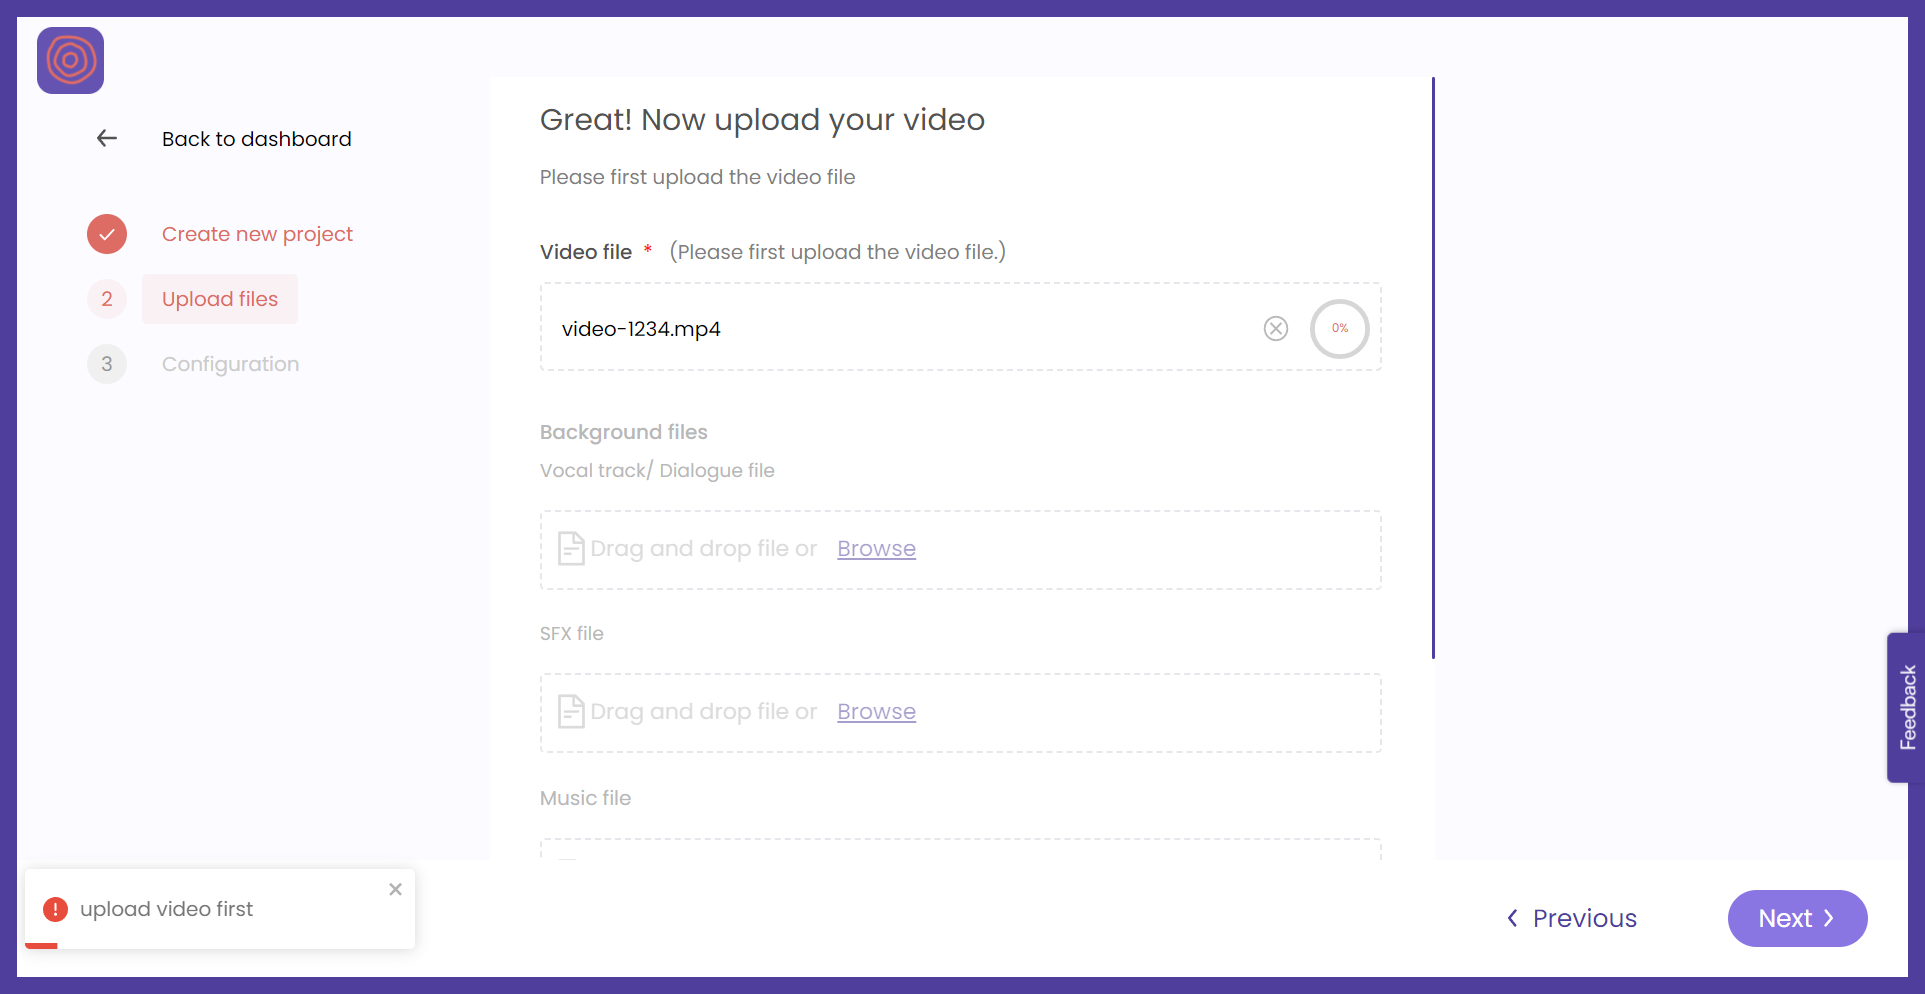 Back to dashboard
Create new project
2 Upload files
3 Configuration
Great! Now upload your video
Please first upload the video file
Video file * (Please first upload the video file.)
video-1234.mp4
0%
Background files
Vocal track/ Dialogue file
Drag and drop file or Browse
SFX file
Drag and drop file or Browse
Music file
Feedback
upload video first
Previous
Next